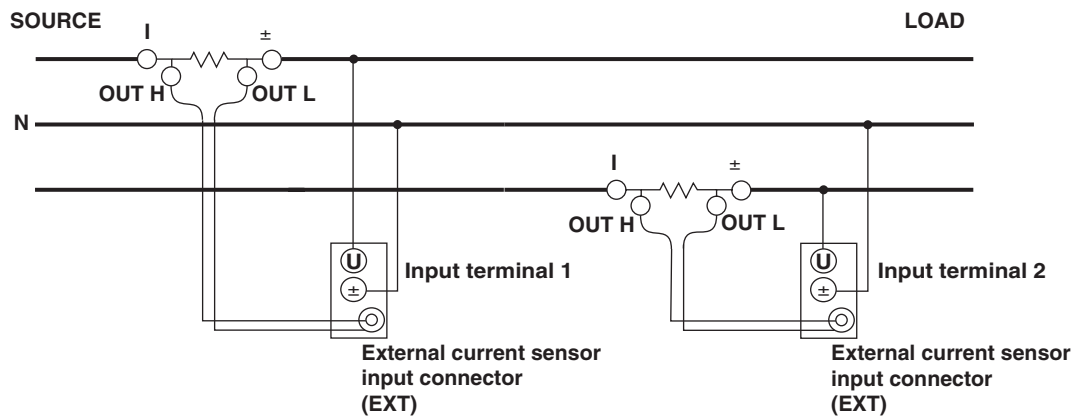 SOURCE
LOAD
I
±
OUT H
OUT L
N
I
±
OUT H
OUT L
U
Input terminal 1
±
U
Input terminal 2
±
External current sensor
input connector
(EXT)
External current sensor
input connector
(EXT)